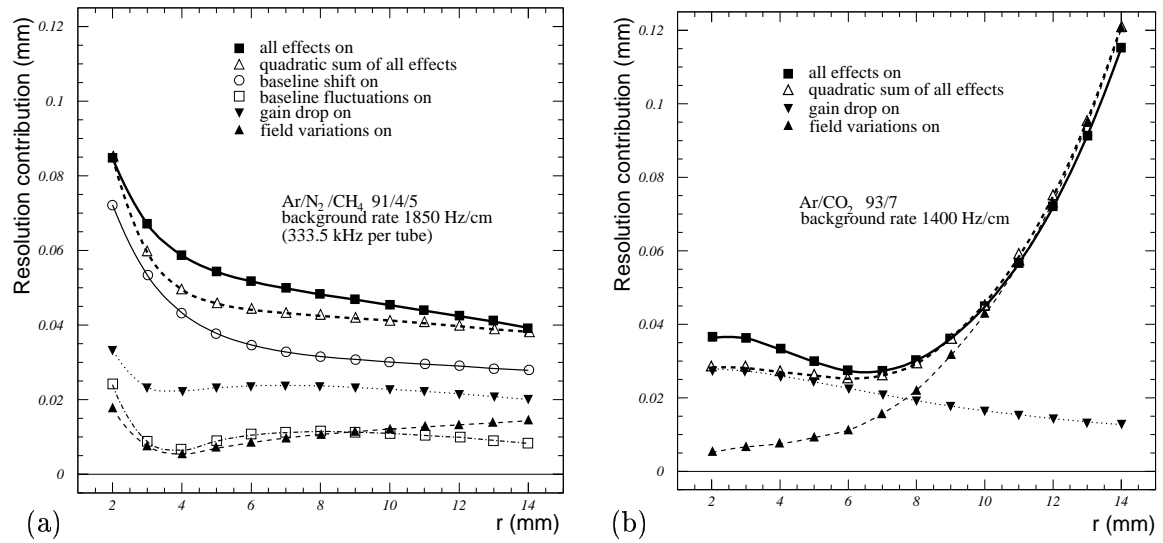 Resolution contribution (mm)
0.12
0.1
0.08
0.06
0.04
0.02
0
all effects on
quadratic sum of all effects
baseline shift on
baseline fluctuations on
gain drop on
field variations on
Ar/N2 /CH4 91/4/5
background rate 1850 Hz/cm
(333.5 kHz per tube)
2 4 6 8 10 12 14
r (mm)
(a)
Resolution contribution (mm)
0.12
0.1
0.08
0.06
0.04
0.02
0
all effects on
quadratic sum of all effects
gain drop on
field variations on
Ar/CO2 93/7
background rate 1400 Hz/cm
2 4 6 8 10 12 14
r (mm)
(b)